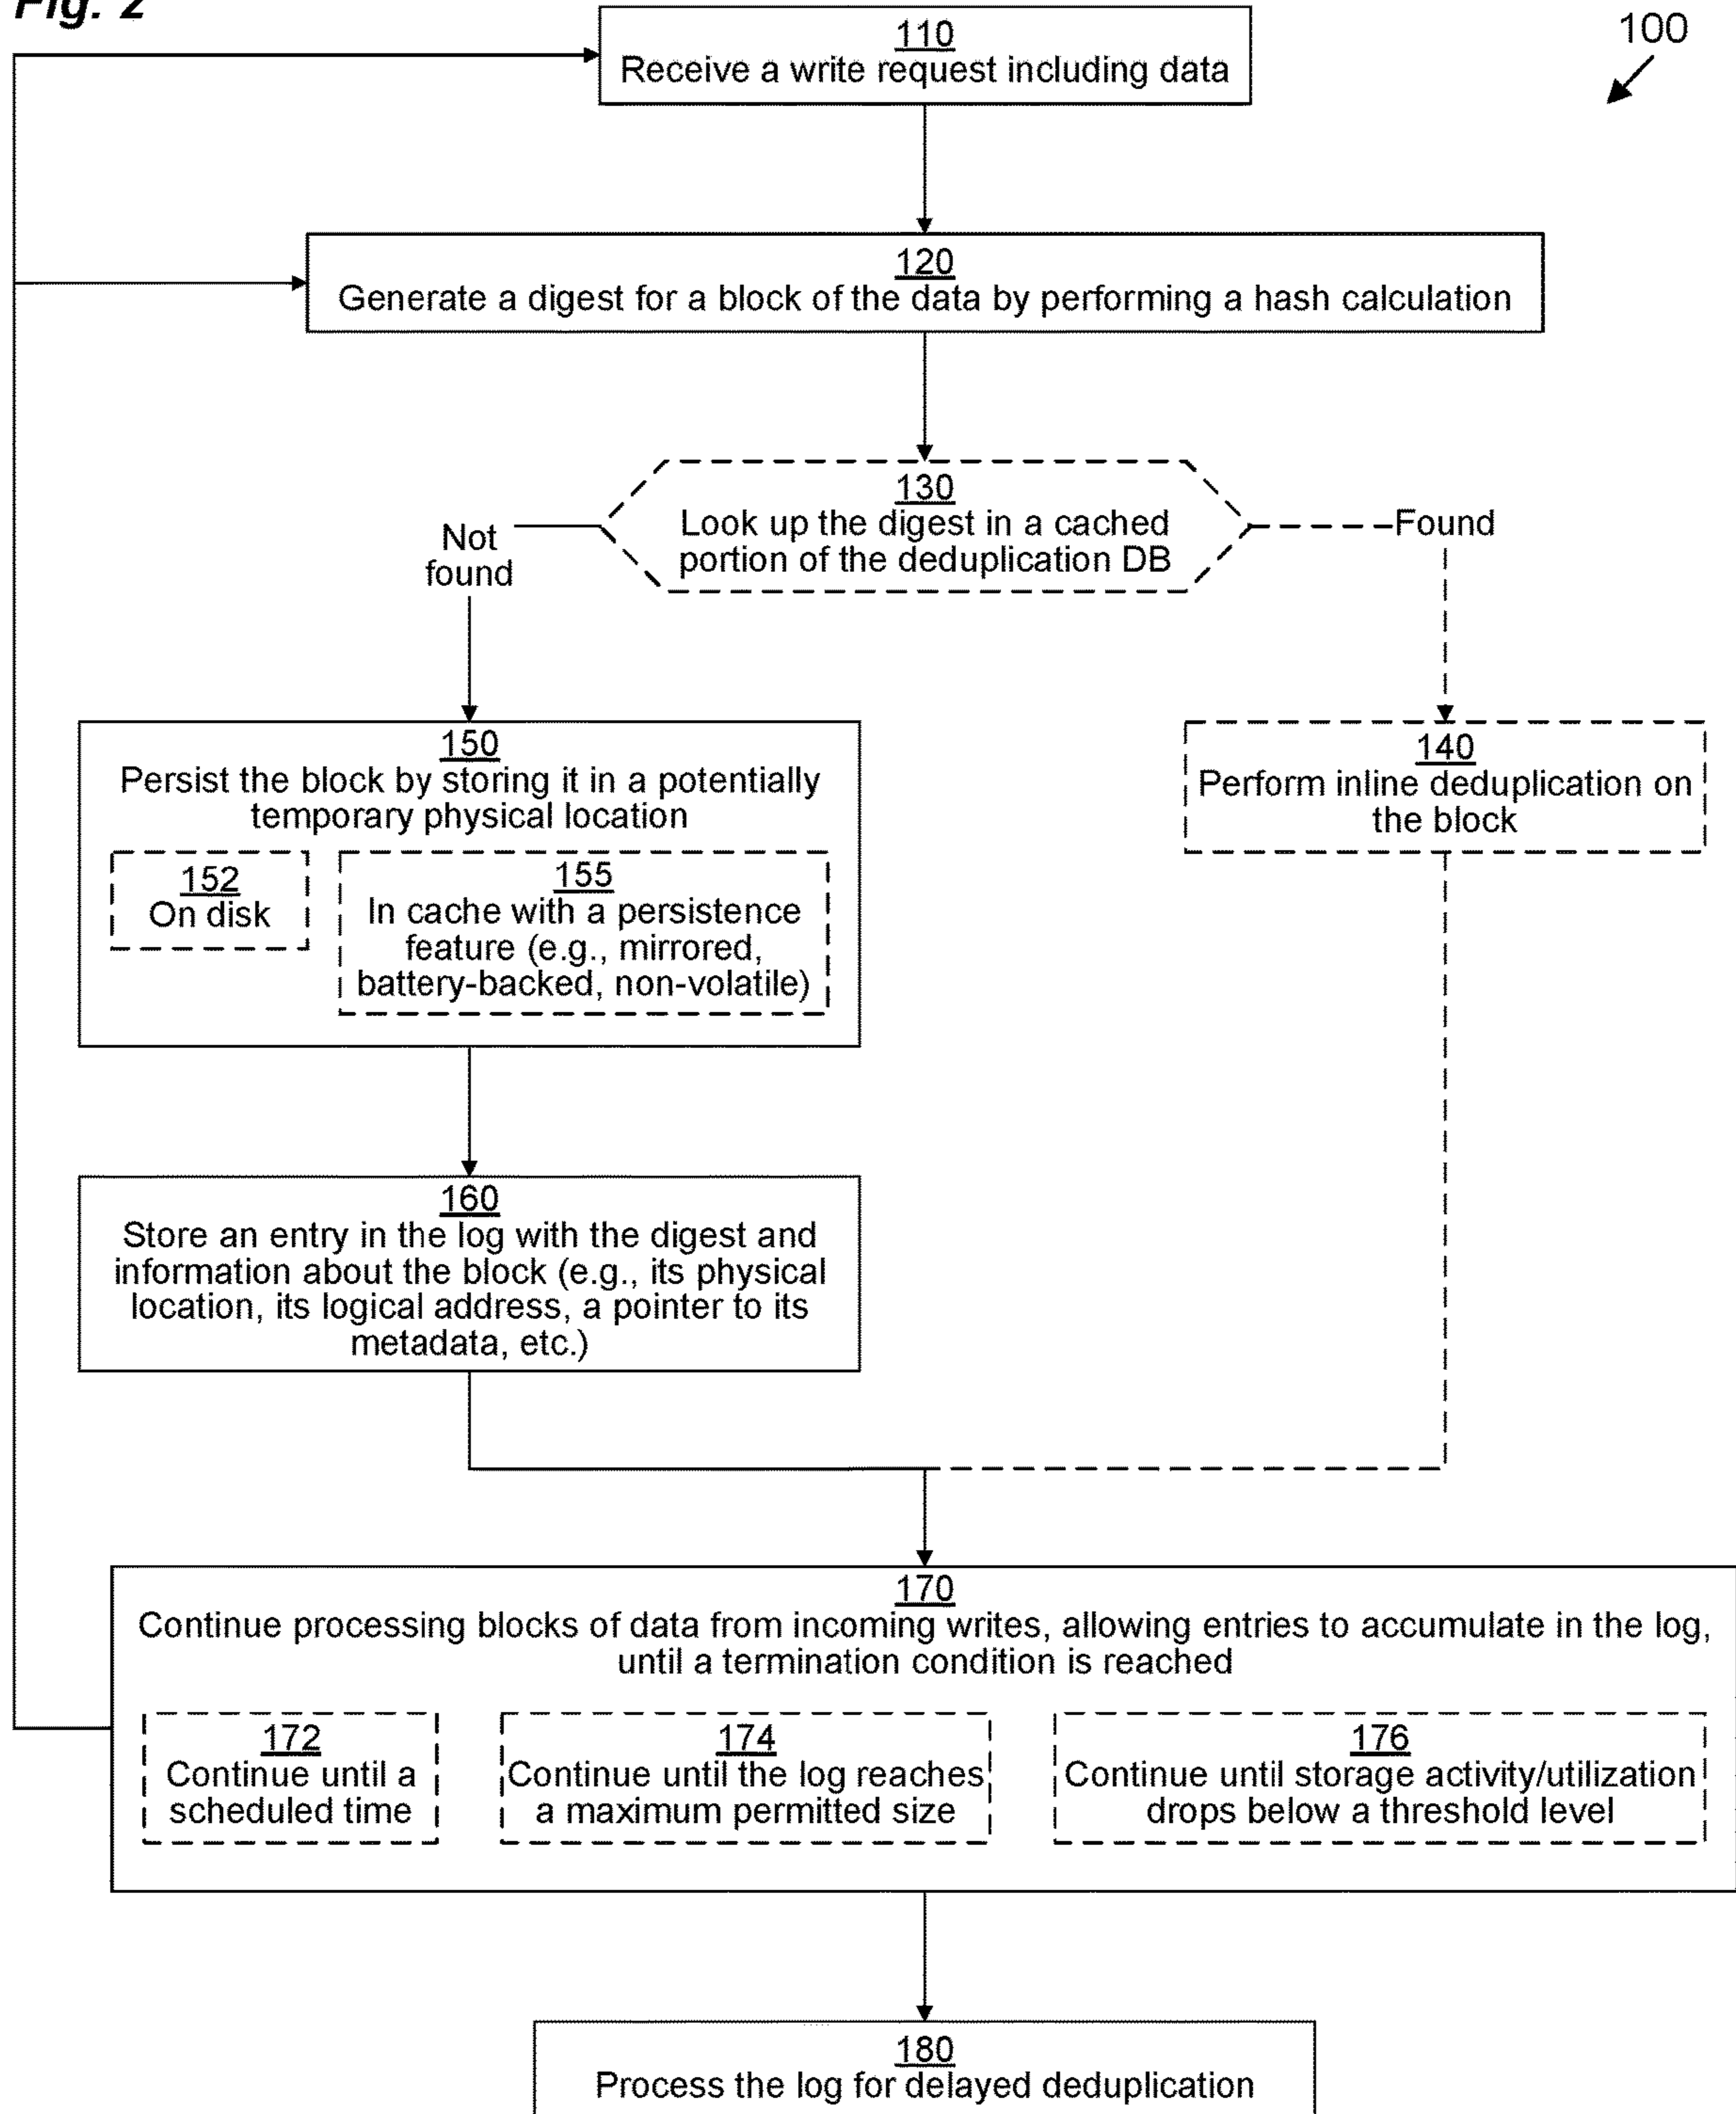 Fig. 2
100
110
Receive a write request including data
120
Generate a digest for a block of the data by performing a hash calculation
130
Look up the digest in a cached
portion of the deduplication DB
Not
found
Found
150
Persist the block by storing it in a potentially
temporary physical location
152
On disk
155
In cache with a persistence
feature (e.g., mirrored,
battery-backed, non-volatile)
140
Perform inline deduplication on
the block
160
Store an entry in the log with the digest and
information about the block (e.g., its physical
location, its logical address, a pointer to its
metadata, etc.)
170
Continue processing blocks of data from incoming writes, allowing entries to accumulate in the log,
until a termination condition is reached
172
Continue until a
scheduled time
174
Continue until the log reaches
a maximum permitted size
176
Continue until storage activity/utilization
drops below a threshold level
180
Process the log for delayed deduplication